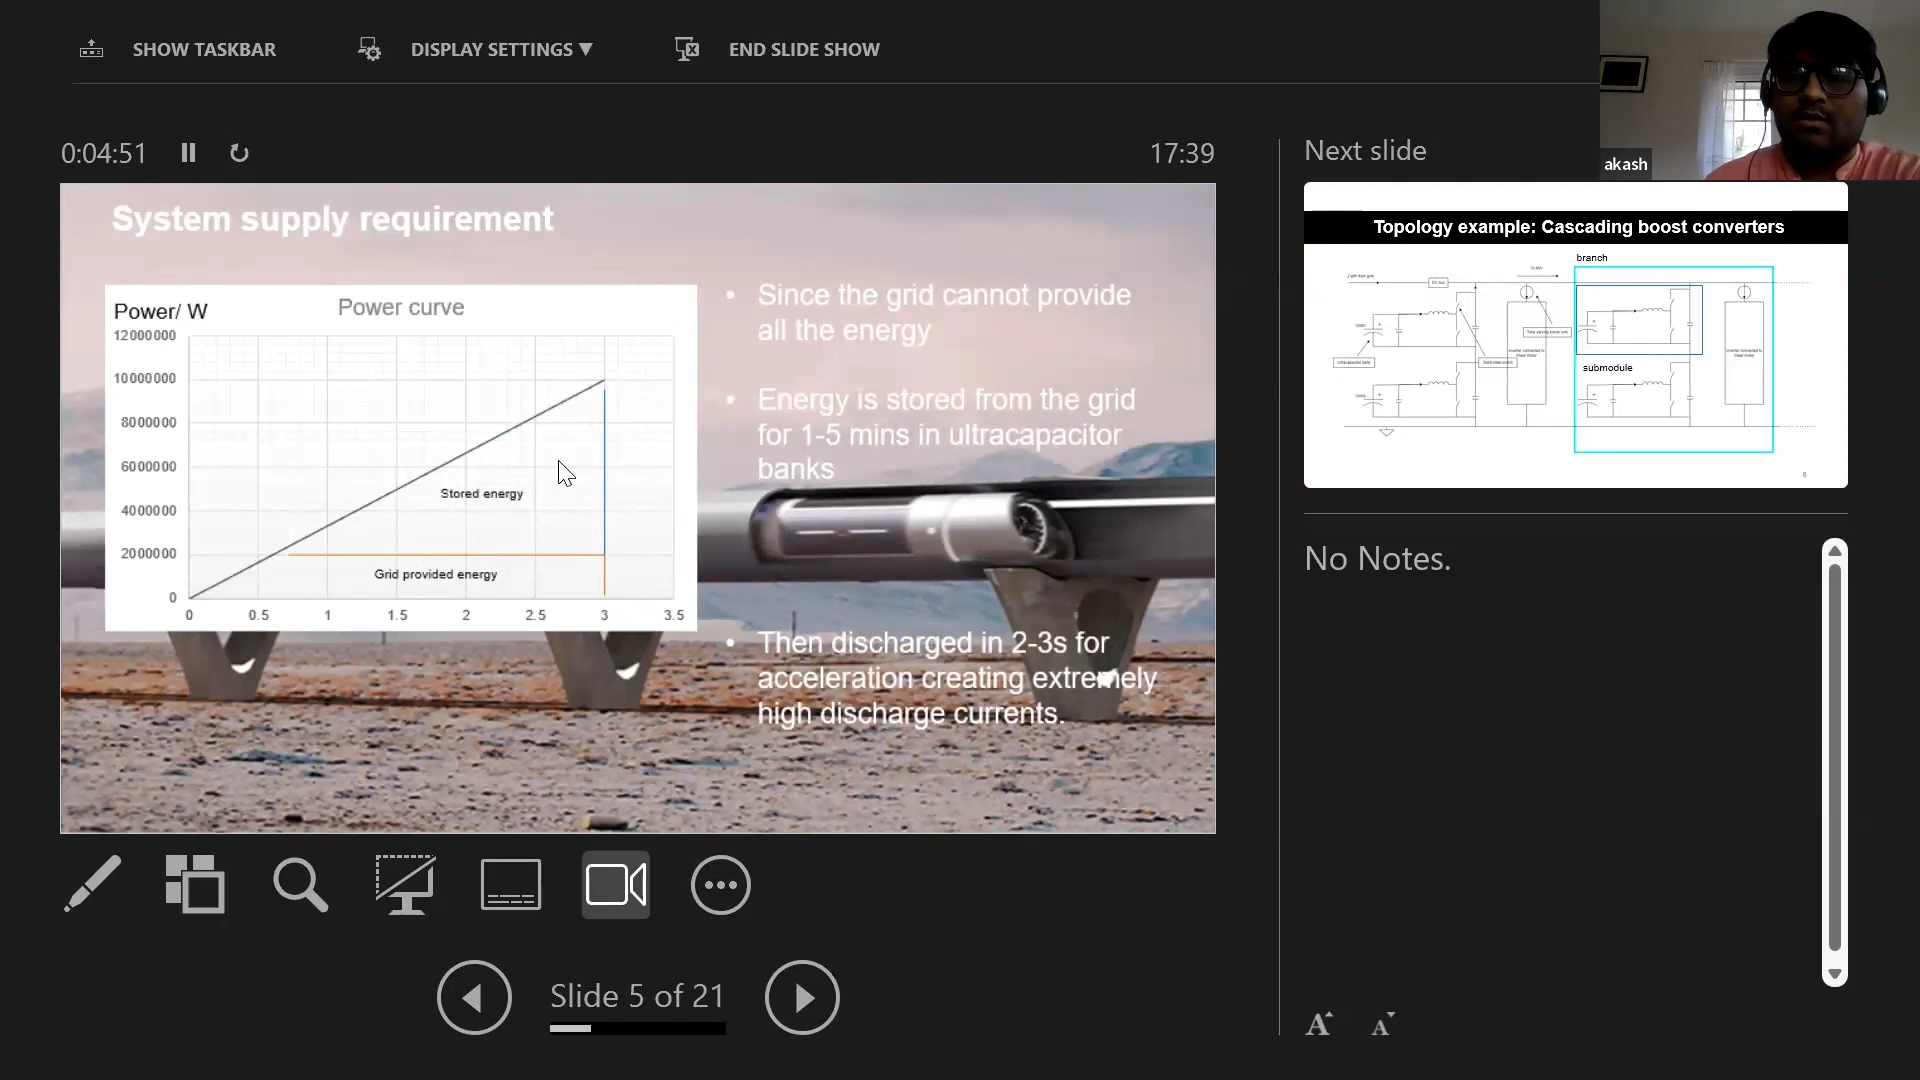 SHOW TASKBAR
DISPLAY SETTINGS ▼
END SLIDE SHOW
akash
0:04:51
17:39
Next slide
System supply requirement
Power/ W
Power curve
12000000
10000000
8000000
6000000
4000000
2000000
0
Stored energy
Grid provided energy
0 0.5 1 1.5 2 2.5 3 3.5
• Since the grid cannot provide
all the energy
• Energy is stored from the grid
for 1-5 mins in ultracapacitor
banks
• Then discharged in 2-3s for
acceleration creating extremely
high discharge currents.
Topology example: Cascading boost converters
branch
submodule
DC bus
6
No Notes.
Slide 5 of 21
A
A